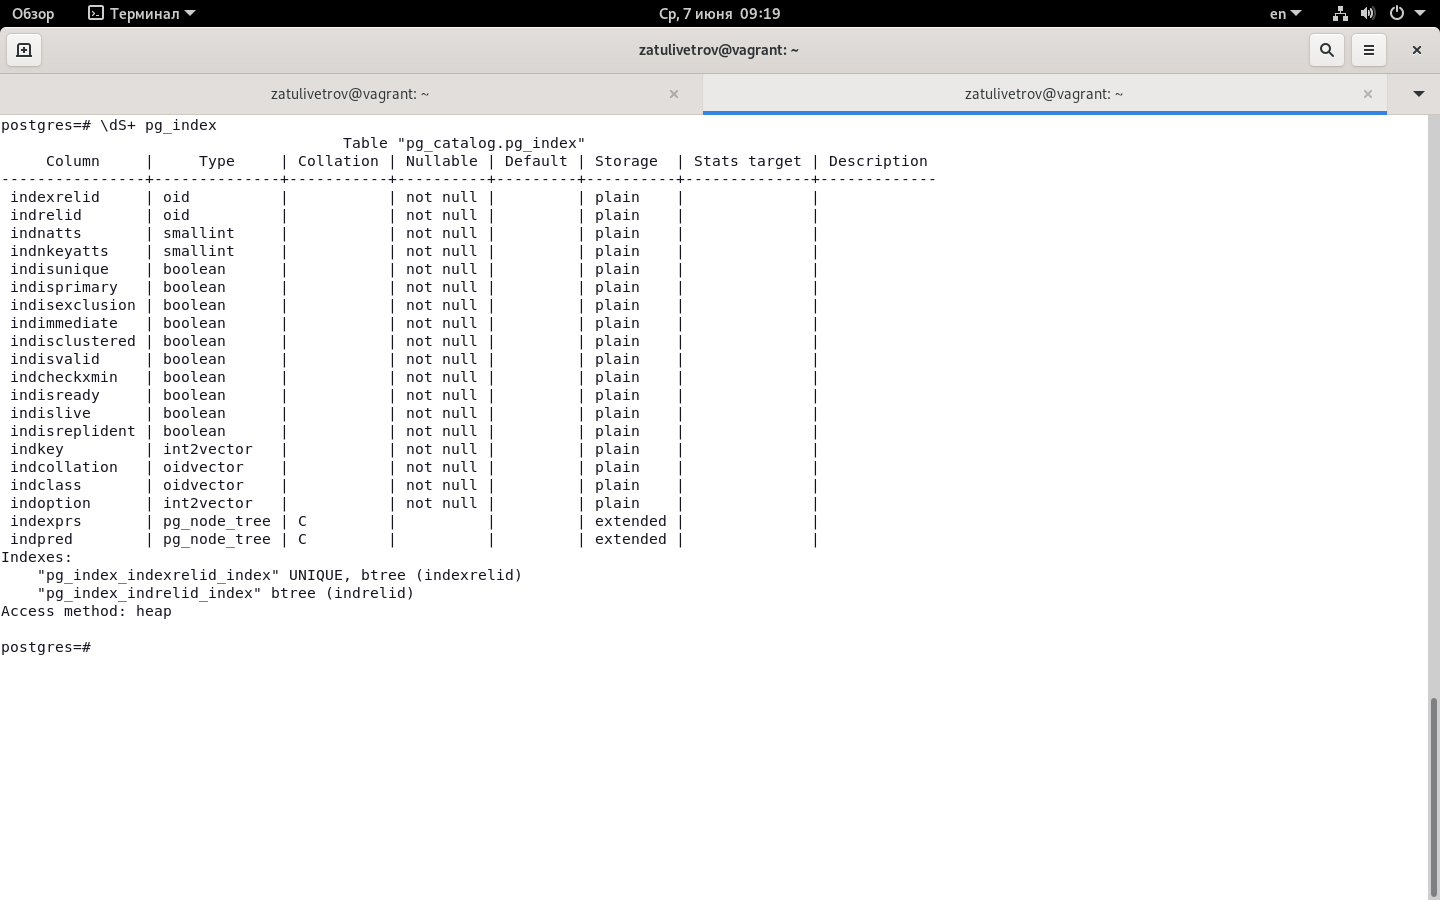 Обзор Терминал Ср, 7 июня 09:19 en
zatulivetrov@vagrant: ~
zatulivetrov@vagrant: ~ zatulivetrov@vagrant: ~
postgres=# \dS+ pg_index
                                      Table "pg_catalog.pg_index"
     Column     |     Type     | Collation | Nullable | Default | Storage  | Stats target | Description
----------------+--------------+-----------+----------+---------+----------+--------------+-------------
 indexrelid     | oid          |           | not null |         | plain    |              |
 indrelid       | oid          |           | not null |         | plain    |              |
 indnatts       | smallint     |           | not null |         | plain    |              |
 indnkeyatts    | smallint     |           | not null |         | plain    |              |
 indisunique    | boolean      |           | not null |         | plain    |              |
 indisprimary   | boolean      |           | not null |         | plain    |              |
 indisexclusion | boolean      |           | not null |         | plain    |              |
 indimmediate   | boolean      |           | not null |         | plain    |              |
 indisclustered | boolean      |           | not null |         | plain    |              |
 indisvalid     | boolean      |           | not null |         | plain    |              |
 indcheckxmin   | boolean      |           | not null |         | plain    |              |
 indisready     | boolean      |           | not null |         | plain    |              |
 indislive      | boolean      |           | not null |         | plain    |              |
 indisreplident | boolean      |           | not null |         | plain    |              |
 indkey         | int2vector   |           | not null |         | plain    |              |
 indcollation   | oidvector    |           | not null |         | plain    |              |
 indclass       | oidvector    |           | not null |         | plain    |              |
 indoption      | int2vector   |           | not null |         | plain    |              |
 indexprs       | pg_node_tree | C         |          |         | extended |              |
 indpred        | pg_node_tree | C         |          |         | extended |              |
Indexes:
    "pg_index_indexrelid_index" UNIQUE, btree (indexrelid)
    "pg_index_indrelid_index" btree (indrelid)
Access method: heap
postgres=#